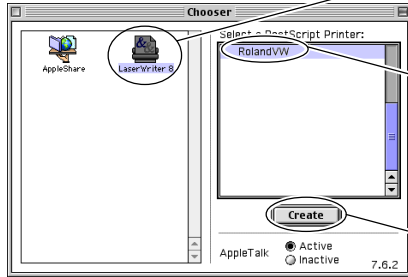 Chooser
Select a PostScript Printer:
AppleShare
LaserWriter 8
RolandVW
Create
AppleTalk
Active
Inactive
7.6.2